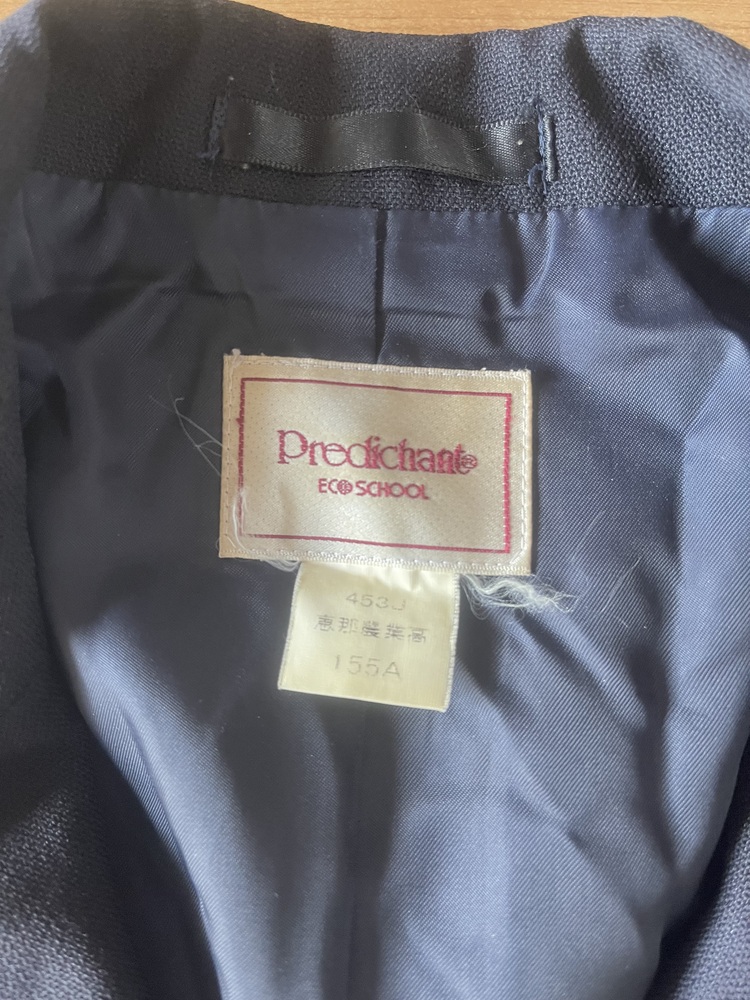 Predichant®
ECO SCHOOL
453J
恵那農業高
155A